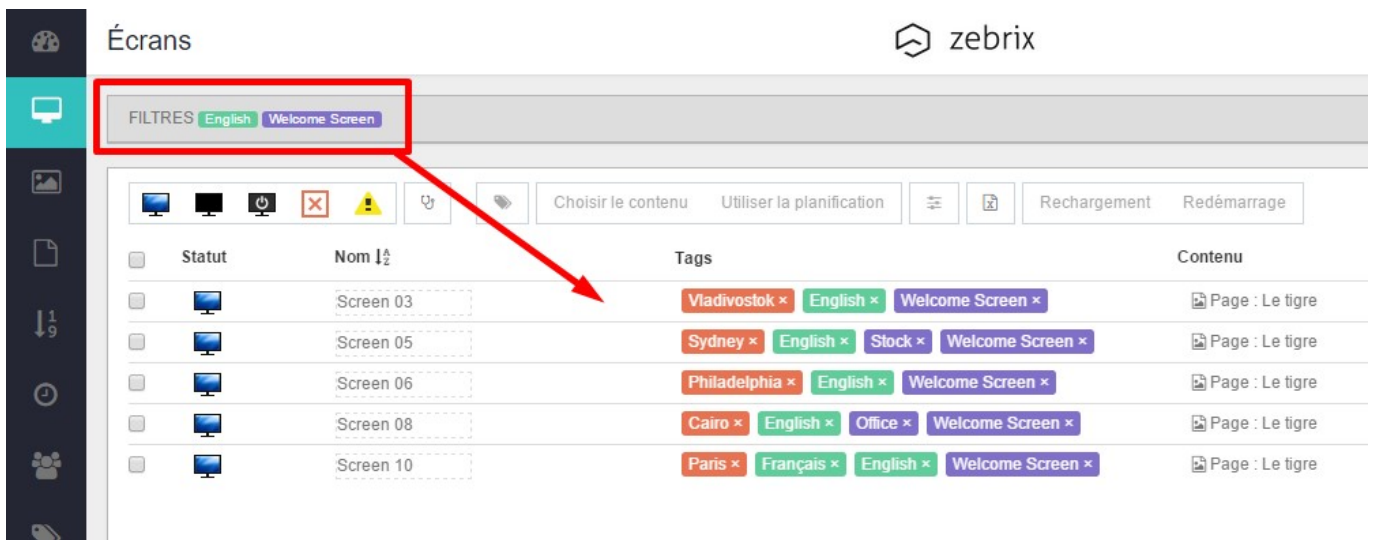 Écrans
zebrix
FILTRES English Welcome Screen
Choisir le contenu Utiliser la planification Rechargement Redémarrage
Statut Nom Tags Contenu
Screen 03 Vladivostok × English × Welcome Screen × Page : Le tigre
Screen 05 Sydney × English × Stock × Welcome Screen × Page : Le tigre
Screen 06 Philadelphia × English × Welcome Screen × Page : Le tigre
Screen 08 Cairo × English × Office × Welcome Screen × Page : Le tigre
Screen 10 Paris × Français × English × Welcome Screen × Page : Le tigre